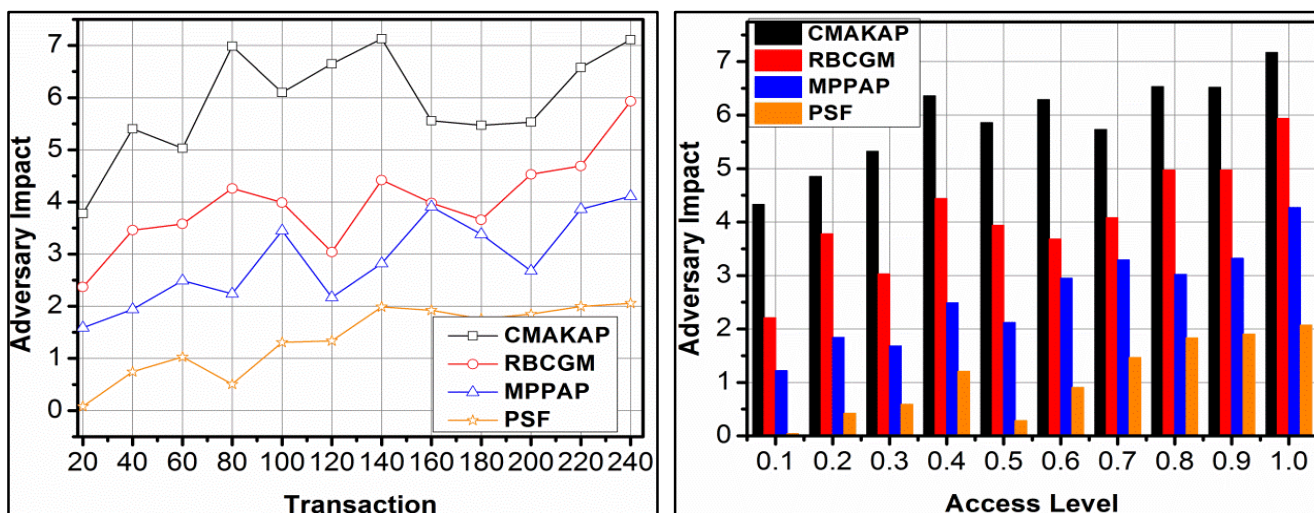 Adversary Impact
7
6
5
4
3
2
1
0
CMAKAP
RBCGM
MPPAP
PSF
20 40 60 80 100 120 140 160 180 200 220 240
Transaction
Adversary Impact
7
6
5
4
3
2
1
0
CMAKAP
RBCGM
MPPAP
PSF
0.1 0.2 0.3 0.4 0.5 0.6 0.7 0.8 0.9 1.0
Access Level